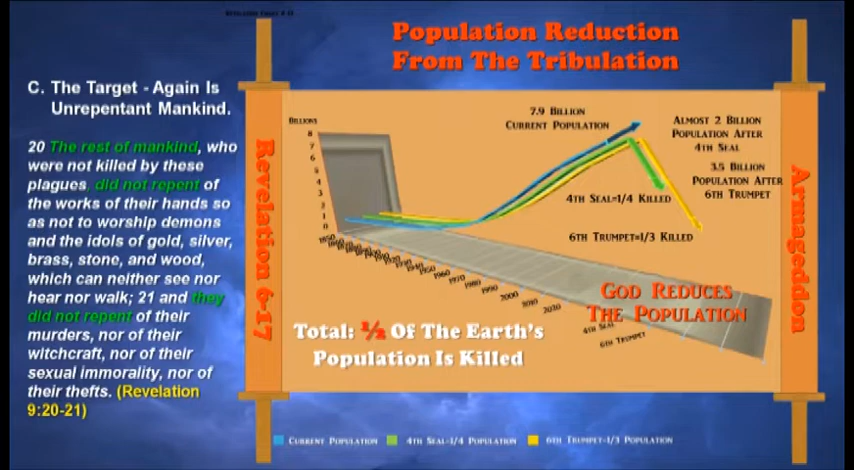 Population Reduction
From The Tribulation
C. The Target - Again Is
Unrepentant Mankind.
20 The rest of mankind, who
were not killed by these
plagues, did not repent of
the works of their hands so
as not to worship demons
and the idols of gold, silver,
brass, stone, and wood,
which can neither see nor
hear nor walk; 21 and they
did not repent of their
murders, nor of their
witchcraft, nor of their
sexual immorality, nor of
their thefts. (Revelation
9:20-21)
Revelation 6-17
Billions
8
7
6
5
4
3
2
1
0
7.9 Billion
Current Population
Almost 2 Billion
Population After
4th Seal
3.5 Billion
Population After
6th Trumpet
4th Seal=1/4 Killed
6th Trumpet=1/3 Killed
1850
1930
1940
1950
1960
1970
1980
1990
2000
2010
2020
4th Seal
6th Trumpet
God Reduces
The Population
Total: 1/2 Of The Earth's
Population Is Killed
Armageddon
Current Population
4th Seal-1/4 Population
6th Trumpet-1/3 Population